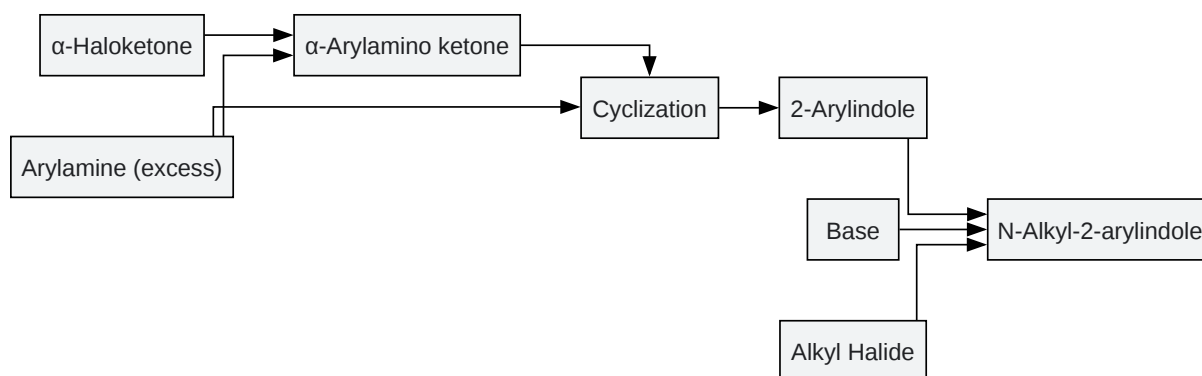 α-Haloketone
α-Arylamino ketone
Cyclization
2-Arylindole
Arylamine (excess)
Base
N-Alkyl-2-arylindole
Alkyl Halide